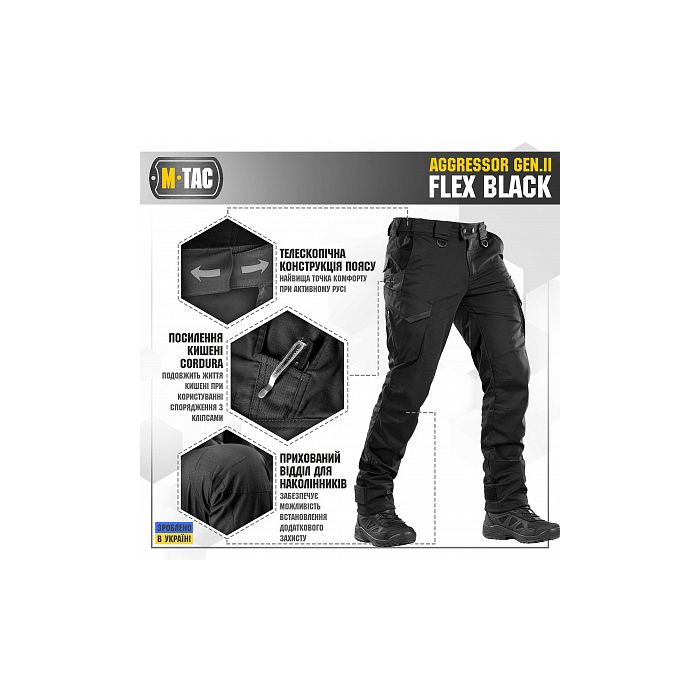 M-TAC
AGGRESSOR GEN.II
FLEX BLACK
ТЕЛЕСКОПІЧНА
КОНСТРУКЦІЯ ПОЯСУ
НАЙВИЩА ТОЧКА КОМФОРТУ
ПРИ АКТИВНОМУ РУСІ
ПОСИЛЕННЯ
КИШЕНІ
CORDURA
ПОДОВЖИТЬ ЖИТТЯ
КИШЕНІ ПРИ
КОРИСТУВАННІ
СПОРЯДЖЕННЯ З
КЛІПСАМИ
ПРИХОВАНИЙ
ВІДДІЛ ДЛЯ
НАКОЛІННИКІВ
ЗАБЕЗПЕЧУЄ
МОЖЛИВІСТЬ
ВСТАНОВЛЕННЯ
ДОДАТКОВОГО
ЗАХИСТУ
ЗРОБЛЕНО
В УКРАЇНІ